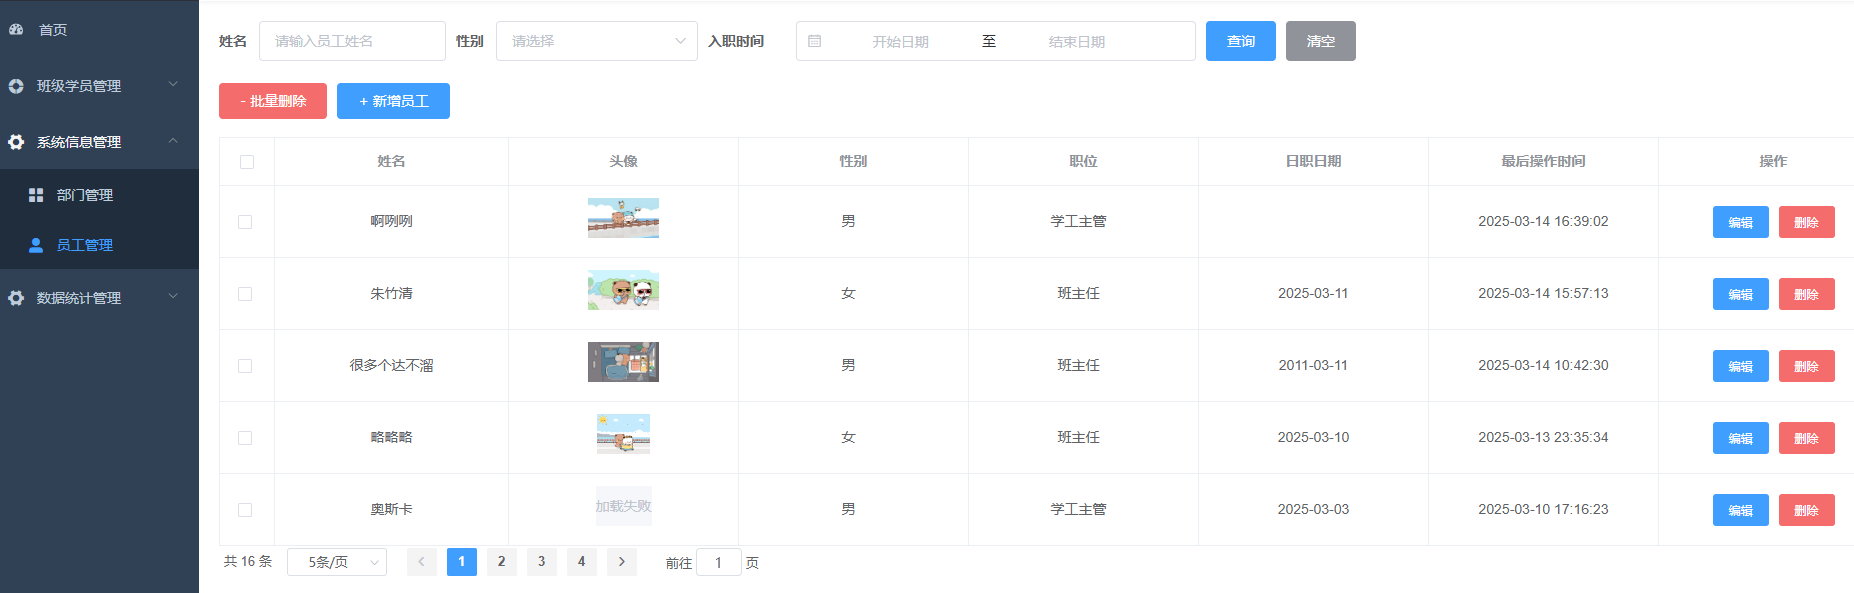 首页
班级学员管理
系统信息管理
部门管理
员工管理
数据统计管理
姓名 请输入员工姓名 性别 请选择 入职时间 开始日期 至 结束日期 查询 清空
- 批量删除 + 新增员工
姓名 头像 性别 职位 日职日期 最后操作时间 操作
啊咧咧 男 学工主管 2025-03-14 16:39:02 编辑 删除
朱竹清 女 班主任 2025-03-11 2025-03-14 15:57:13 编辑 删除
很多个达不溜 男 班主任 2011-03-11 2025-03-14 10:42:30 编辑 删除
略略略 女 班主任 2025-03-10 2025-03-13 23:35:34 编辑 删除
奥斯卡 加载失败 男 学工主管 2025-03-03 2025-03-10 17:16:23 编辑 删除
共 16 条 5条/页 < 1 2 3 4 > 前往 1 页